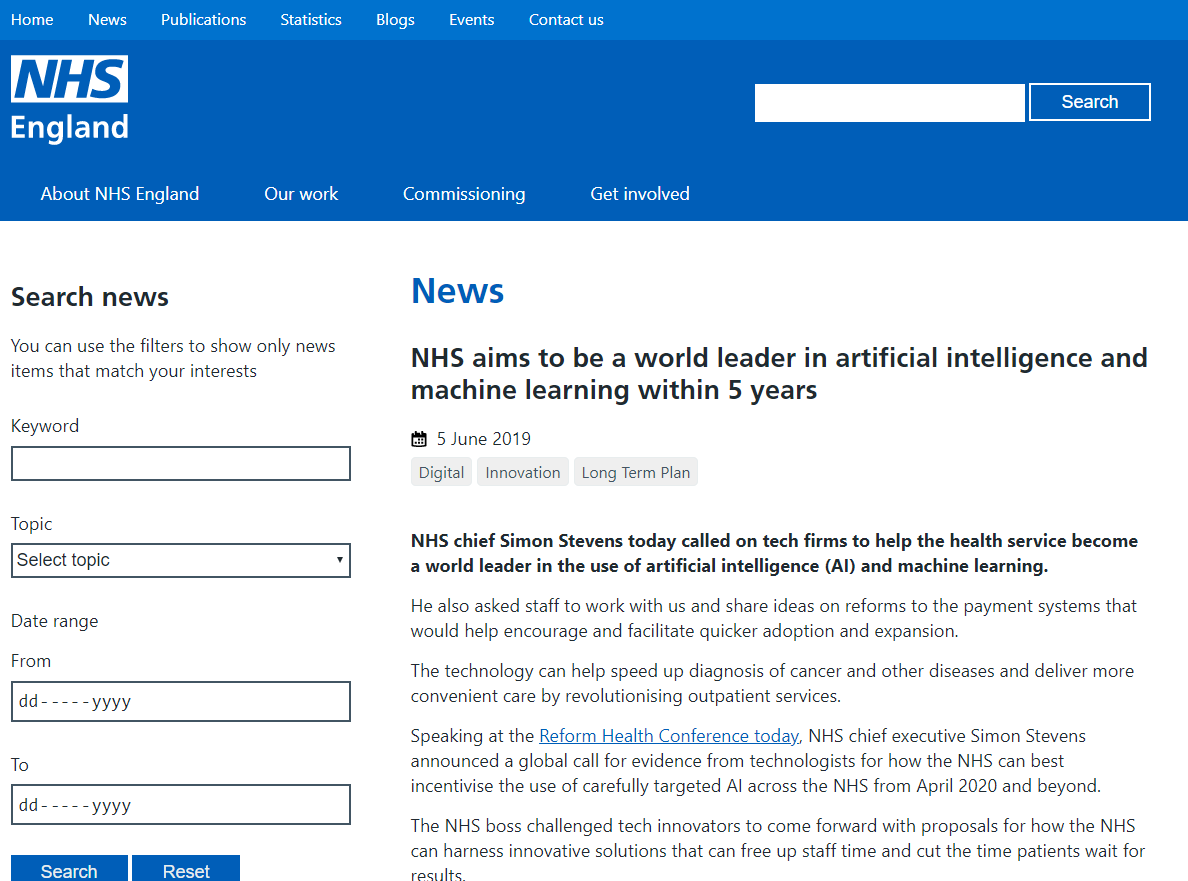 Home News Publications Statistics Blogs Events Contact us
NHS
England
Search
About NHS England Our work Commissioning Get involved
Search news
You can use the filters to show only news
items that match your interests
Keyword
Topic
Select topic
Date range
From
dd-----yyyy
To
dd-----yyyy
Search Reset
News
NHS aims to be a world leader in artificial intelligence and
machine learning within 5 years
5 June 2019
Digital Innovation Long Term Plan
NHS chief Simon Stevens today called on tech firms to help the health service become
a world leader in the use of artificial intelligence (AI) and machine learning.
He also asked staff to work with us and share ideas on reforms to the payment systems that
would help encourage and facilitate quicker adoption and expansion.
The technology can help speed up diagnosis of cancer and other diseases and deliver more
convenient care by revolutionising outpatient services.
Speaking at the Reform Health Conference today, NHS chief executive Simon Stevens
announced a global call for evidence from technologists for how the NHS can best
incentivise the use of carefully targeted AI across the NHS from April 2020 and beyond.
The NHS boss challenged tech innovators to come forward with proposals for how the NHS
can harness innovative solutions that can free up staff time and cut the time patients wait for
results.